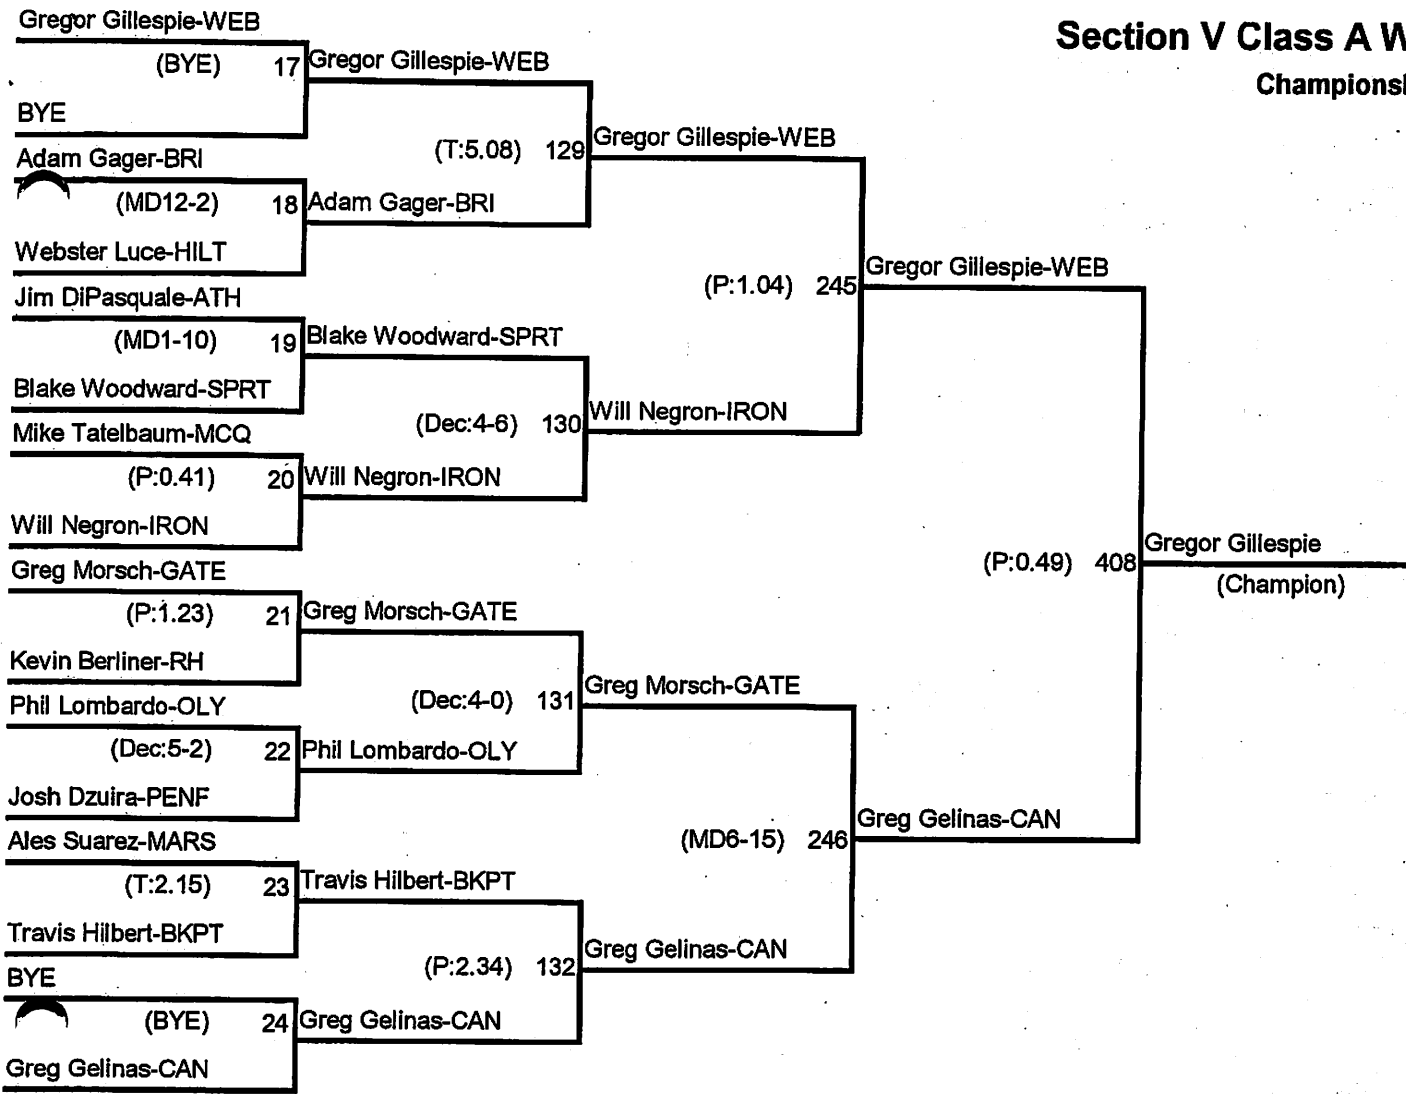 Gregor Gillespie-WEB
Section V Class A W
(BYE) 17 Gregor Gillespie-WEB
Championsh
BYE
(T:5.08) 129 Gregor Gillespie-WEB
Adam Gager-BRI
(MD12-2) 18 Adam Gager-BRI
Webster Luce-HILT
(P:1.04) 245 Gregor Gillespie-WEB
Jim DiPasquale-ATH
(MD1-10) 19 Blake Woodward-SPRT
Blake Woodward-SPRT
(Dec:4-6) 130 Will Negron-IRON
Mike Tatelbaum-MCQ
(P:0.41) 20 Will Negron-IRON
Will Negron-IRON
(P:0.49) 408 Gregor Gillespie
(Champion)
Greg Morsch-GATE
(P:1.23) 21 Greg Morsch-GATE
Kevin Berliner-RH
(Dec:4-0) 131 Greg Morsch-GATE
Phil Lombardo-OLY
(Dec:5-2) 22 Phil Lombardo-OLY
Josh Dzuira-PENF
(MD6-15) 246 Greg Gelinas-CAN
Ales Suarez-MARS
(T:2.15) 23 Travis Hilbert-BKPT
Travis Hilbert-BKPT
(P:2.34) 132 Greg Gelinas-CAN
BYE
(BYE) 24 Greg Gelinas-CAN
Greg Gelinas-CAN